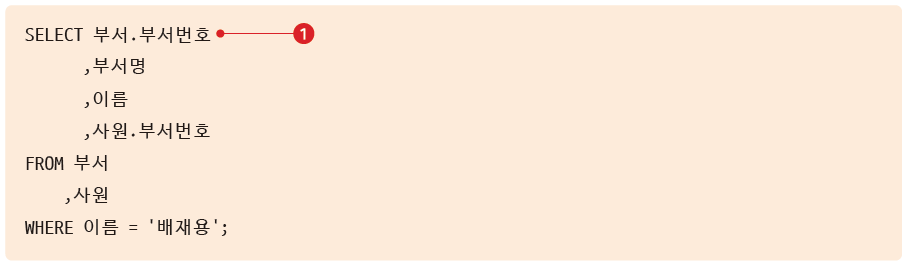 SELECT 부서.부서번호 1
,부서명
,이름
,사원.부서번호
FROM 부서
,사원
WHERE 이름 = '배재용';